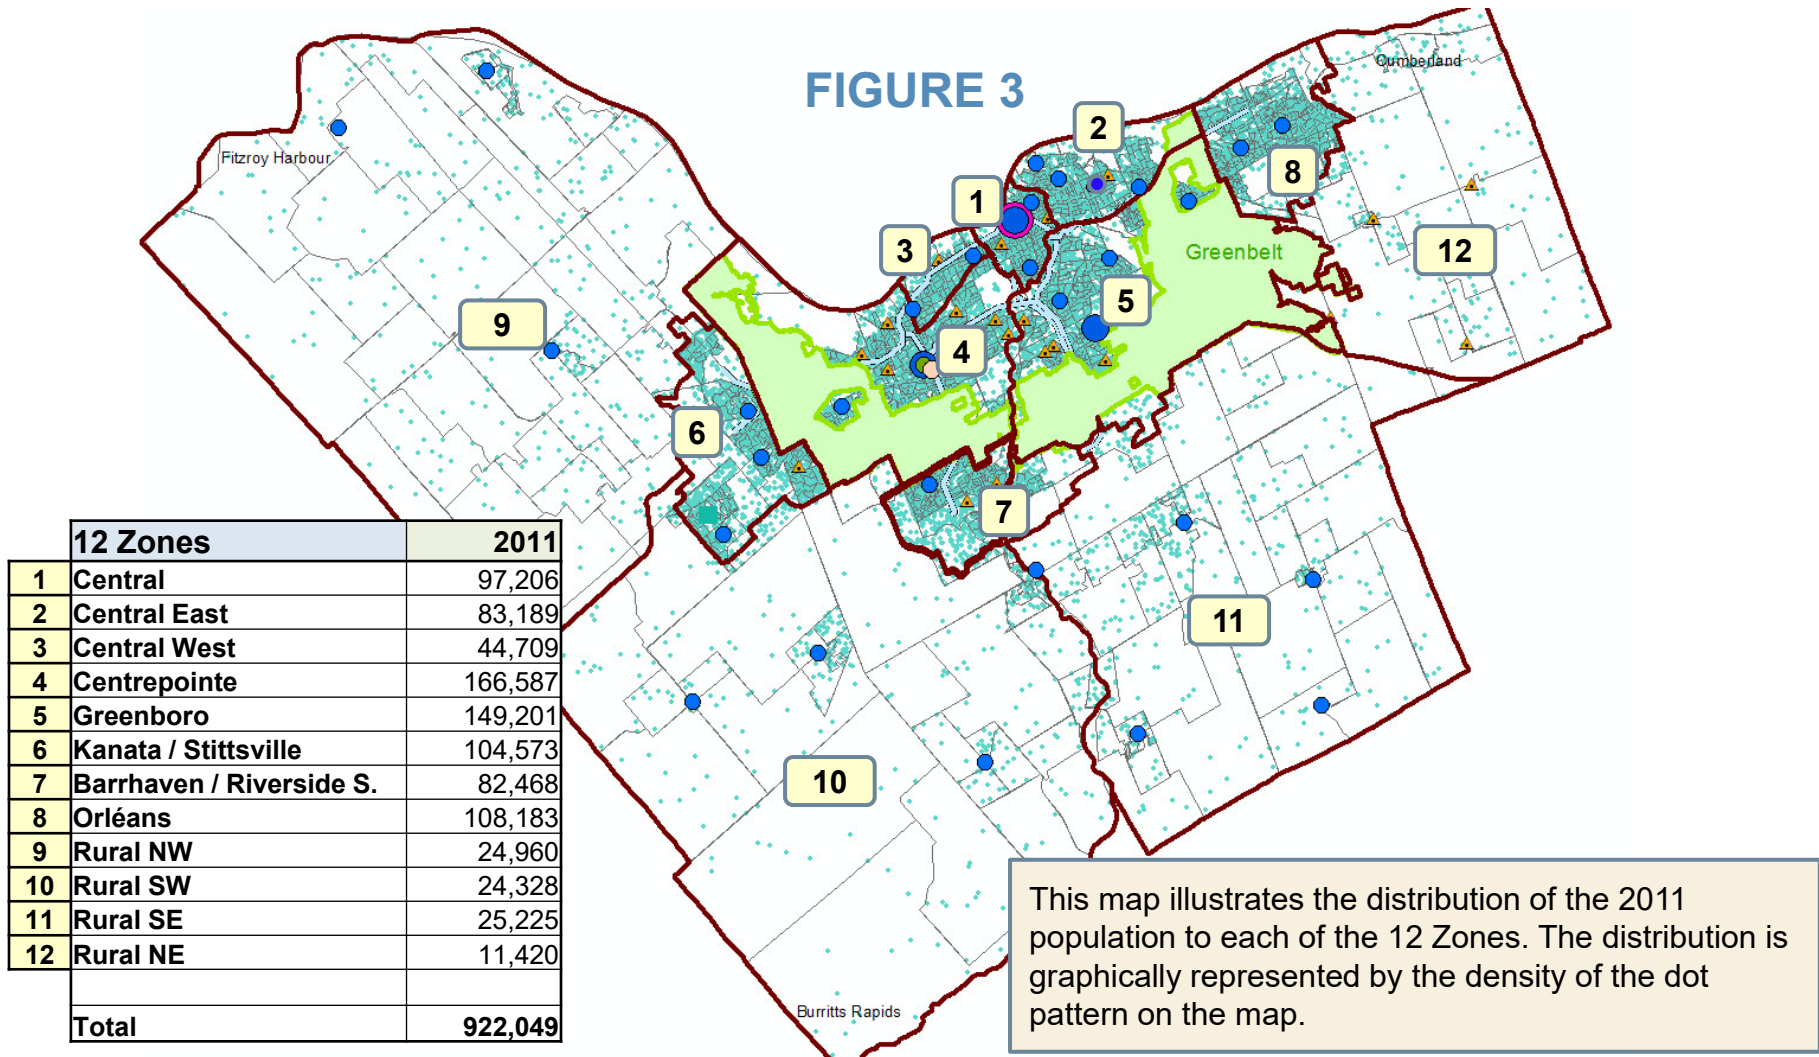 FIGURE 3
Cumberland
Fitzroy Harbour
Greenbelt
Burritts Rapids
1
2
3
4
5
6
7
8
9
10
11
12
12 Zones 2011
1 Central 97,206
2 Central East 83,189
3 Central West 44,709
4 Centrepointe 166,587
5 Greenboro 149,201
6 Kanata / Stittsville 104,573
7 Barrhaven / Riverside S. 82,468
8 Orléans 108,183
9 Rural NW 24,960
10 Rural SW 24,328
11 Rural SE 25,225
12 Rural NE 11,420
Total 922,049
This map illustrates the distribution of the 2011
population to each of the 12 Zones. The distribution is
graphically represented by the density of the dot
pattern on the map.